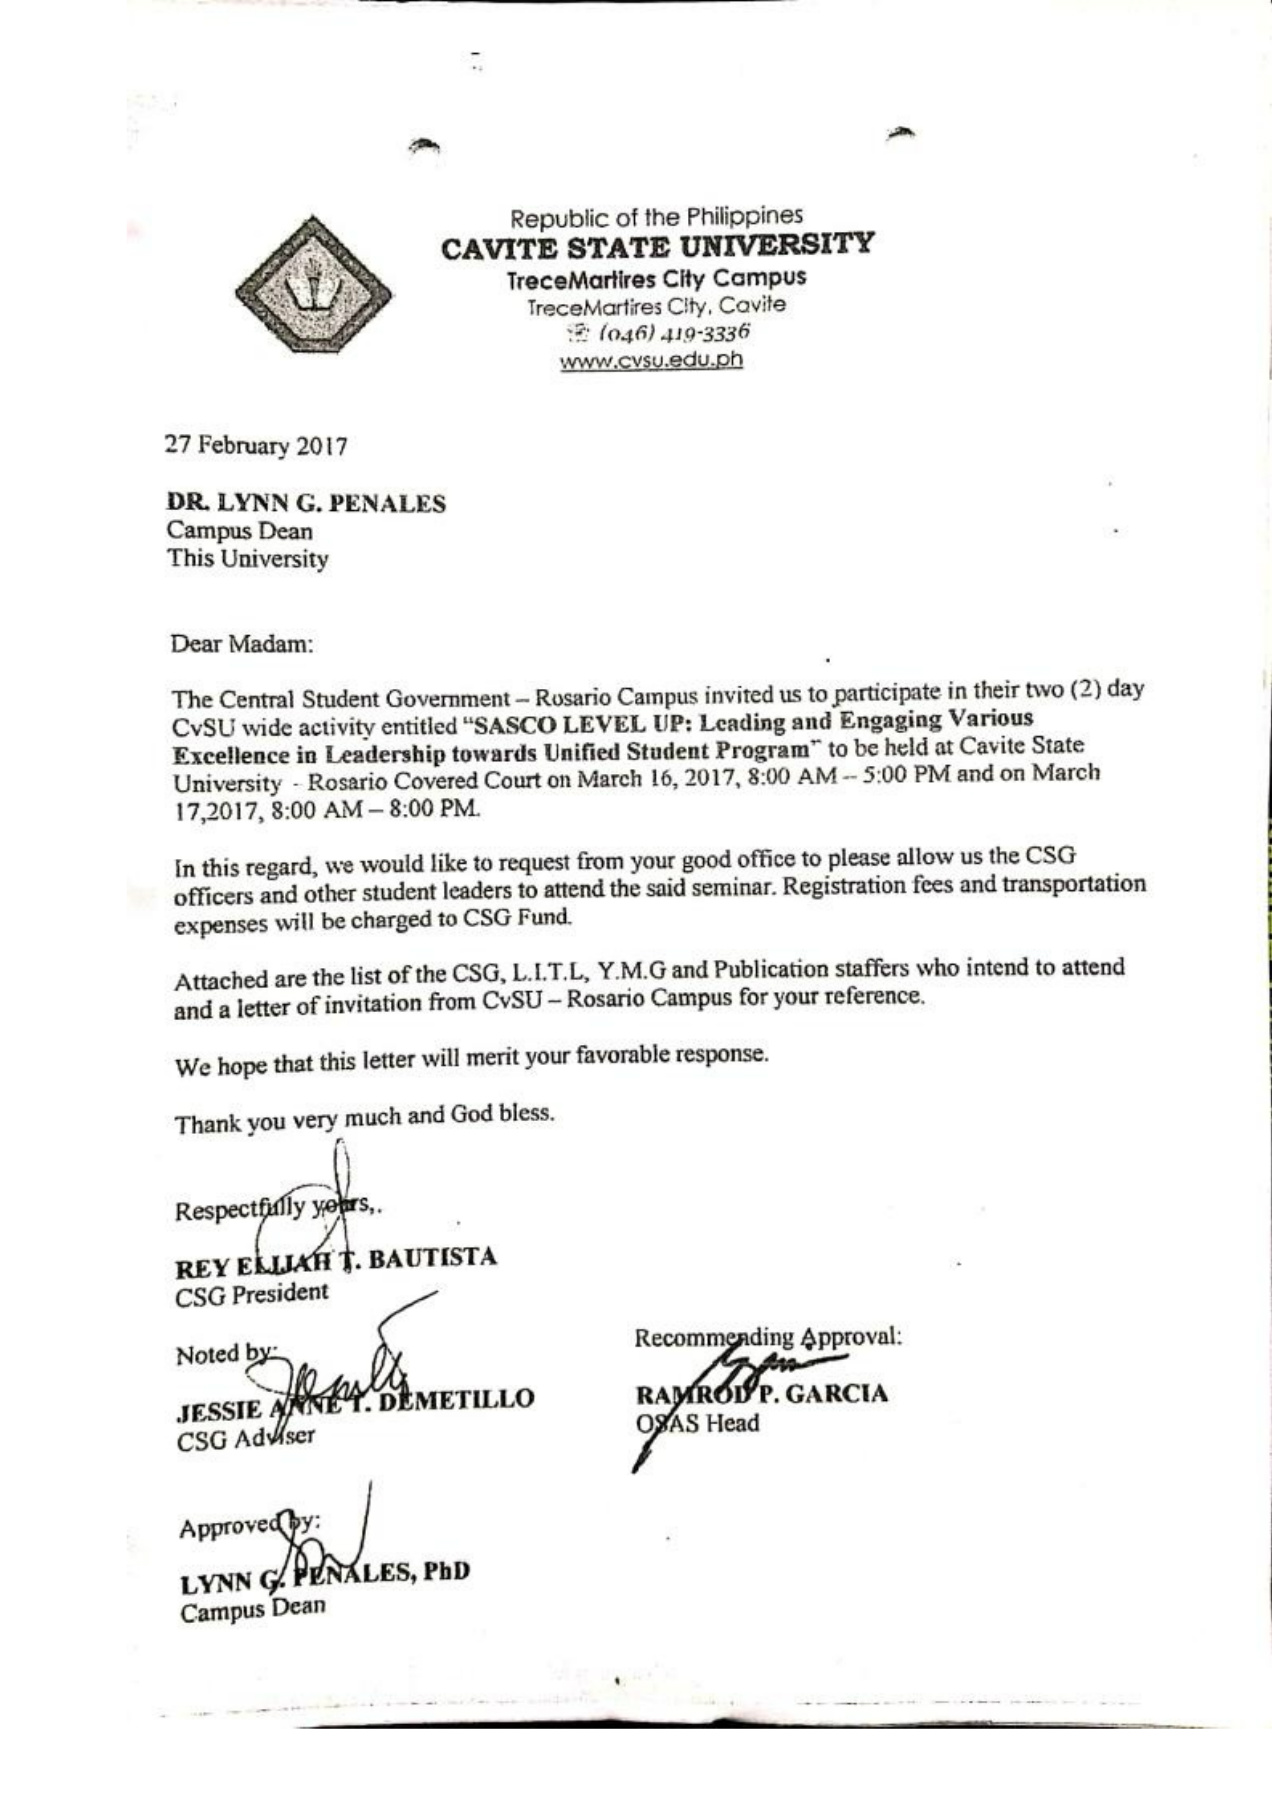 Republic of the Philippines
CAVITE STATE UNIVERSITY
TreceMartires City Campus
TreceMartires City, Cavite
☏ (046) 419-3336
www.cvsu.edu.ph
27 February 2017
DR. LYNN G. PENALES
Campus Dean
This University
Dear Madam:
The Central Student Government – Rosario Campus invited us to participate in their two (2) day
CvSU wide activity entitled “SASCO LEVEL UP: Leading and Engaging Various
Excellence in Leadership towards Unified Student Program” to be held at Cavite State
University - Rosario Covered Court on March 16, 2017, 8:00 AM – 5:00 PM and on March
17,2017, 8:00 AM – 8:00 PM.
In this regard, we would like to request from your good office to please allow us the CSG
officers and other student leaders to attend the said seminar. Registration fees and transportation
expenses will be charged to CSG Fund.
Attached are the list of the CSG, L.I.T.L, Y.M.G and Publication staffers who intend to attend
and a letter of invitation from CvSU – Rosario Campus for your reference.
We hope that this letter will merit your favorable response.
Thank you very much and God bless.
Respectfully yours,.
REY ELIJAH T. BAUTISTA
CSG President
Noted by:
JESSIE ANNE T. DEMETILLO
CSG Adviser
Recommending Approval:
RAMROD P. GARCIA
OSAS Head
Approved by:
LYNN G. PENALES, PhD
Campus Dean